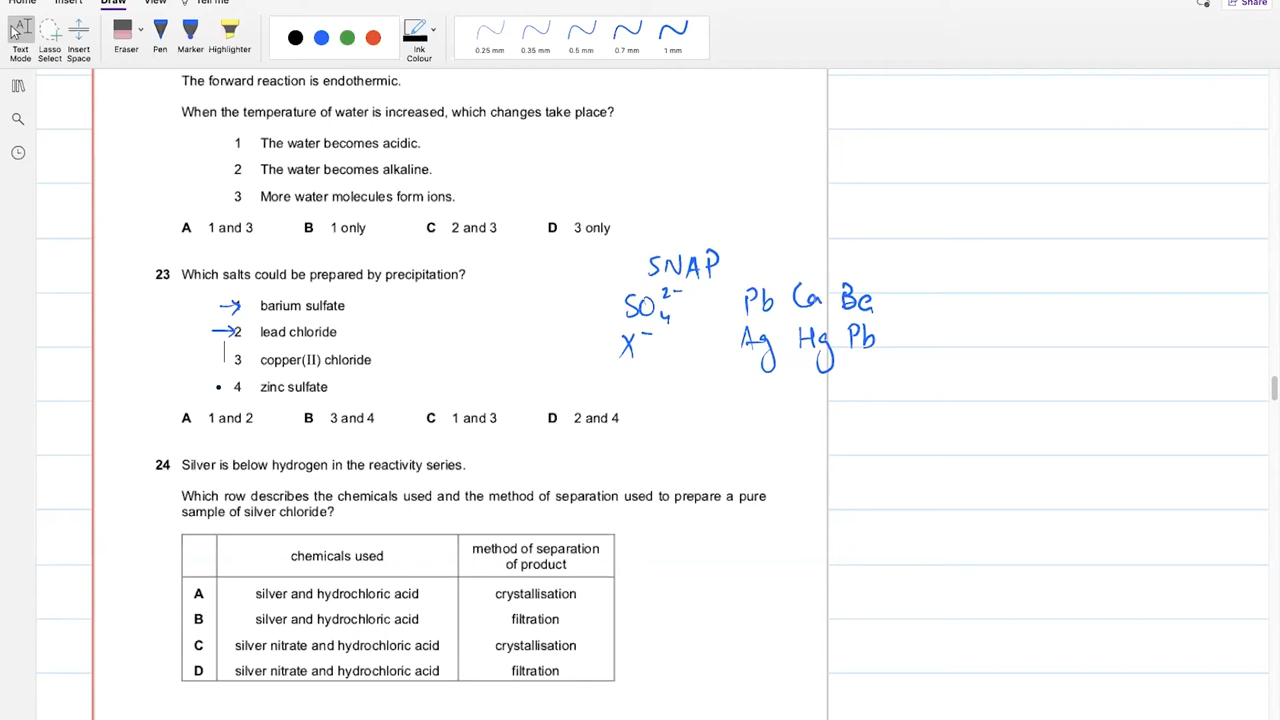 Home Insert Draw View Tell me Share
Text Mode Lasso Select Insert Space Eraser Pen Marker Highlighter Ink Colour 0.25 mm 0.35 mm 0.5 mm 0.7 mm 1 mm
The forward reaction is endothermic.
When the temperature of water is increased, which changes take place?
1 The water becomes acidic.
2 The water becomes alkaline.
3 More water molecules form ions.
A 1 and 3 B 1 only C 2 and 3 D 3 only
SNAP
23 Which salts could be prepared by precipitation?
barium sulfate SO₄²⁻ Pb Ca Ba
2 lead chloride X⁻ Ag Hg Pb
3 copper(II) chloride
4 zinc sulfate
A 1 and 2 B 3 and 4 C 1 and 3 D 2 and 4
24 Silver is below hydrogen in the reactivity series.
Which row describes the chemicals used and the method of separation used to prepare a pure
sample of silver chloride?
chemicals used method of separation of product
A silver and hydrochloric acid crystallisation
B silver and hydrochloric acid filtration
C silver nitrate and hydrochloric acid crystallisation
D silver nitrate and hydrochloric acid filtration